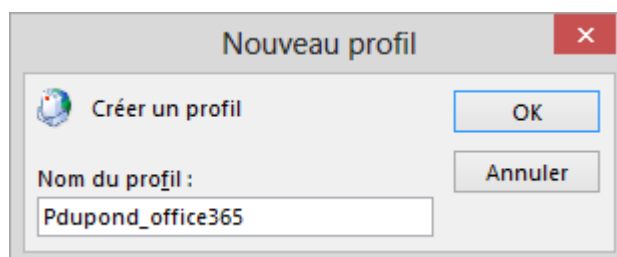 Nouveau profil
Créer un profil
OK
Annuler
Nom du profil :
Pdupond_office365